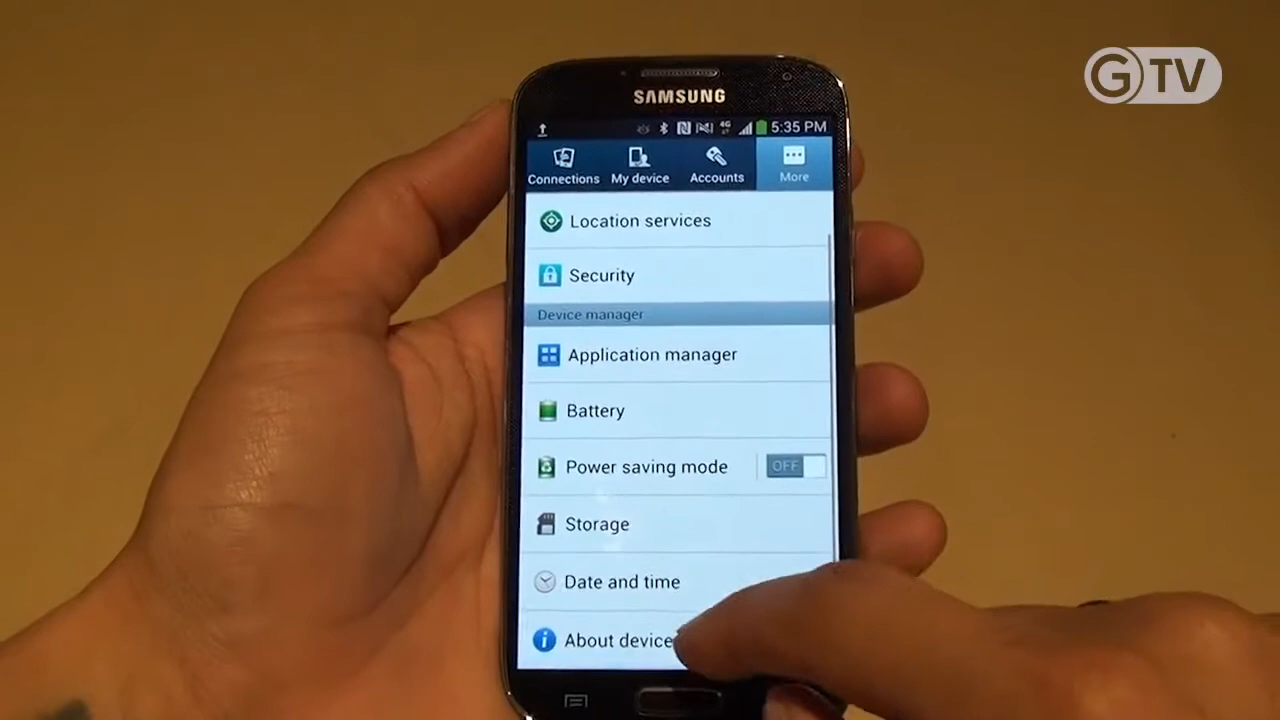 GTV
SAMSUNG
4G 5:35 PM
Connections My device Accounts More
Location services
Security
Device manager
Application manager
Battery
Power saving mode OFF
Storage
Date and time
About device